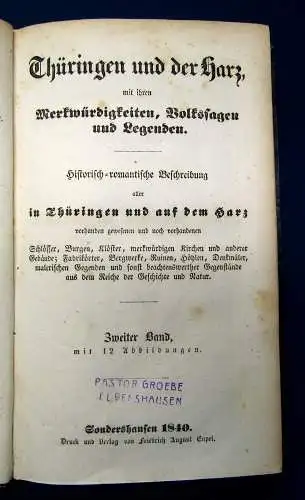 Thüringen und der Harz,
mit ihren
Merkwürdigkeiten, Volkssagen
und Legenden.
Historisch-romantische Beschreibung
aller
in Thüringen und auf dem Harz
vorhanden gewesenen und noch vorhandenen
Schlösser, Burgen, Klöster, merkwürdigen Kirchen und anderer
Gebäude; Fabrikörter, Bergwerke, Ruinen, Höhlen, Denkmäler,
malerischen Gegenden und sonst beachtenswerther Gegenstände
aus dem Reiche der Geschichte und Natur.
Zweiter Band,
mit 12 Abbildungen.
PASTOR GROEBE
ELBELSHAUSEN
Sondershausen 1840.
Druck und Verlag von Friedrich August Eupel.